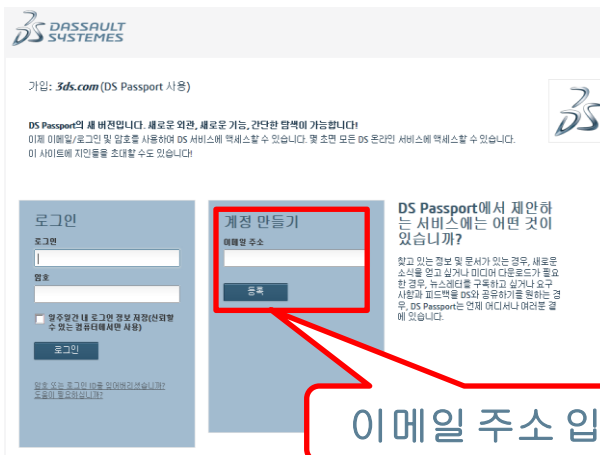 DASSAULT
SYSTEMES
가입: 3ds.com (DS Passport 사용)
DS Passport의 새 버전입니다. 새로운 외관, 새로운 기능, 간단한 탐색이 가능합니다!
이제 이메일/로그인 및 암호를 사용하여 DS 서비스에 액세스할 수 있습니다. 몇 초면 모든 DS 온라인 서비스에 액세스할 수 있습니다.
이 사이트에 지인들을 초대할 수도 있습니다!
로그인
로그인
암호
일주일간 내 로그인 정보 저장(신뢰할
수 있는 컴퓨터에서만 사용)
로그인
암호 또는 로그인 ID를 잊어버리셨습니까?
도움이 필요하십니까?
계정 만들기
이메일 주소
등록
DS Passport에서 제안하
는 서비스에는 어떤 것이
있습니까?
찾고 있는 정보 및 문서가 있는 경우, 새로운
소식을 얻고 싶거나 미디어 다운로드가 필요
한 경우, 뉴스레터를 구독하고 싶거나 요구
사항과 피드백을 DS와 공유하기를 원하는 경
우, DS Passport는 언제 어디서나 여러분 곁
에 있습니다.
이메일 주소 입